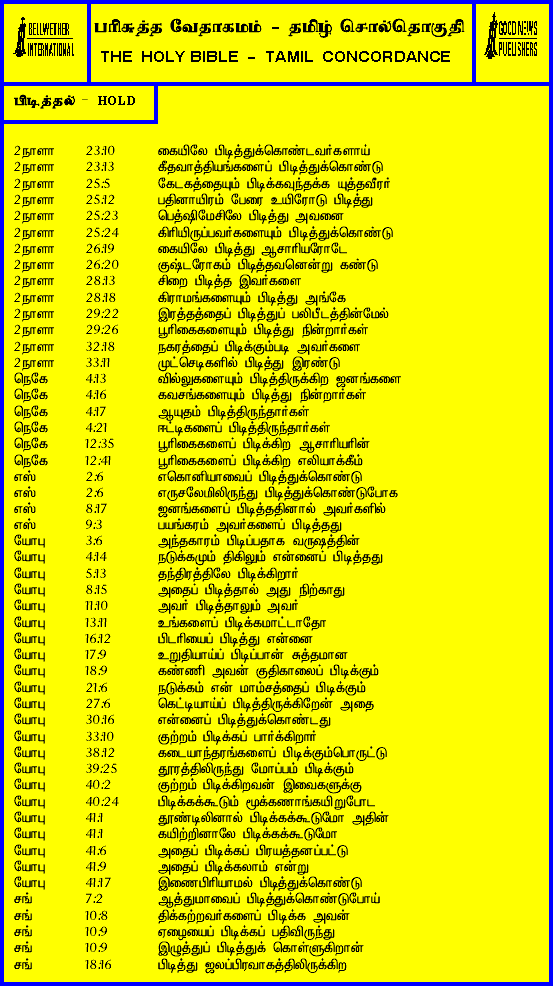 BELLWETHER
INTERNATIONAL
பரிசுத்த வேதாகமம் - தமிழ் சொல்தொகுதி
THE HOLY BIBLE - TAMIL CONCORDANCE
GOOD NEWS
PUBLISHERS
பிடித்தல் - HOLD
2நாளா 23:10 கையிலே பிடித்துக்கொண்டவர்களாய்
2நாளா 23:13 கீதவாத்தியங்களைப் பிடித்துக்கொண்டு
2நாளா 25:5 கேடகத்தையும் பிடிக்கவுந்தக்க யுத்தவீரர்
2நாளா 25:12 பதினாயிரம் பேரை உயிரோடு பிடித்து
2நாளா 25:23 பெத்ஷிமேசிலே பிடித்து அவனை
2நாளா 25:24 கிரியிருப்பவர்களையும் பிடித்துக்கொண்டு
2நாளா 26:19 கையிலே பிடித்து ஆசாரியரோடே
2நாளா 26:20 குஷ்டரோகம் பிடித்தவனென்று கண்டு
2நாளா 28:13 சிறை பிடித்த இவர்களை
2நாளா 28:18 கிராமங்களையும் பிடித்து அங்கே
2நாளா 29:22 இரத்தத்தைப் பிடித்துப் பலிபீடத்தின்மேல்
2நாளா 29:26 பூரிகைகளையும் பிடித்து நின்றார்கள்
2நாளா 32:18 நகரத்தைப் பிடிக்கும்படி அவர்களை
2நாளா 33:11 முட்செடிகளில் பிடித்து இரண்டு
நெகே 4:13 வில்லுகளையும் பிடித்திருக்கிற ஜனங்களை
நெகே 4:16 கவசங்களையும் பிடித்து நின்றார்கள்
நெகே 4:17 ஆயுதம் பிடித்திருந்தார்கள்
நெகே 4:21 ஈட்டிகளைப் பிடித்திருந்தார்கள்
நெகே 12:35 பூரிகைகளைப் பிடிக்கிற ஆசாரியரின்
நெகே 12:41 பூரிகைகளைப் பிடிக்கிற எலியாக்கீம்
எஸ் 2:6 எகொனியாவைப் பிடித்துக்கொண்டு
எஸ் 2:6 எருசலேமிலிருந்து பிடித்துக்கொண்டுபோக
எஸ் 8:17 ஜனங்களைப் பிடித்ததினால் அவர்களில்
எஸ் 9:3 பயங்கரம் அவர்களைப் பிடித்தது
யோபு 3:6 அந்தகாரம் பிடிப்பதாக வருஷத்தின்
யோபு 4:14 நடுக்கமும் திகிலும் என்னைப் பிடித்தது
யோபு 5:13 தந்திரத்திலே பிடிக்கிறார்
யோபு 8:15 அதைப் பிடித்தால் அது நிற்காது
யோபு 11:10 அவர் பிடித்தாலும் அவர்
யோபு 13:11 உங்களைப் பிடிக்கமாட்டாதோ
யோபு 16:12 பிடரியைப் பிடித்து என்னை
யோபு 17:9 உறுதியாய்ப் பிடிப்பான் சுத்தமான
யோபு 18:9 கண்ணி அவன் குதிகாலைப் பிடிக்கும்
யோபு 21:6 நடுக்கம் என் மாம்சத்தைப் பிடிக்கும்
யோபு 27:6 கெட்டியாய்ப் பிடித்திருக்கிறேன் அதை
யோபு 30:16 என்னைப் பிடித்துக்கொண்டது
யோபு 33:10 குற்றம் பிடிக்கப் பார்க்கிறார்
யோபு 38:12 கடையாந்தரங்களைப் பிடிக்கும்பொருட்டு
யோபு 39:25 தூரத்திலிருந்து மோப்பம் பிடிக்கும்
யோபு 40:2 குற்றம் பிடிக்கிறவன் இவைகளுக்கு
யோபு 40:24 பிடிக்கக்கூடும் மூக்கணாங்கயிறுபோட
யோபு 41:1 தூண்டிலினால் பிடிக்கக்கூடுமோ அதின்
யோபு 41:1 கயிற்றினாலே பிடிக்கக்கூடுமோ
யோபு 41:6 அதைப் பிடிக்கப் பிரயத்தனப்பட்டு
யோபு 41:9 அதைப் பிடிக்கலாம் என்று
யோபு 41:17 இணைபிரியாமல் பிடித்துக்கொண்டு
சங் 7:2 ஆத்துமாவைப் பிடித்துக்கொண்டுபோய்
சங் 10:8 திக்கற்றவர்களைப் பிடிக்க அவன்
சங் 10:9 ஏழையைப் பிடிக்கப் பதிவிருந்து
சங் 10:9 இழுத்துப் பிடித்துக் கொள்ளுகிறான்
சங் 18:16 பிடித்து ஜலப்பிரவாகத்திலிருக்கிற